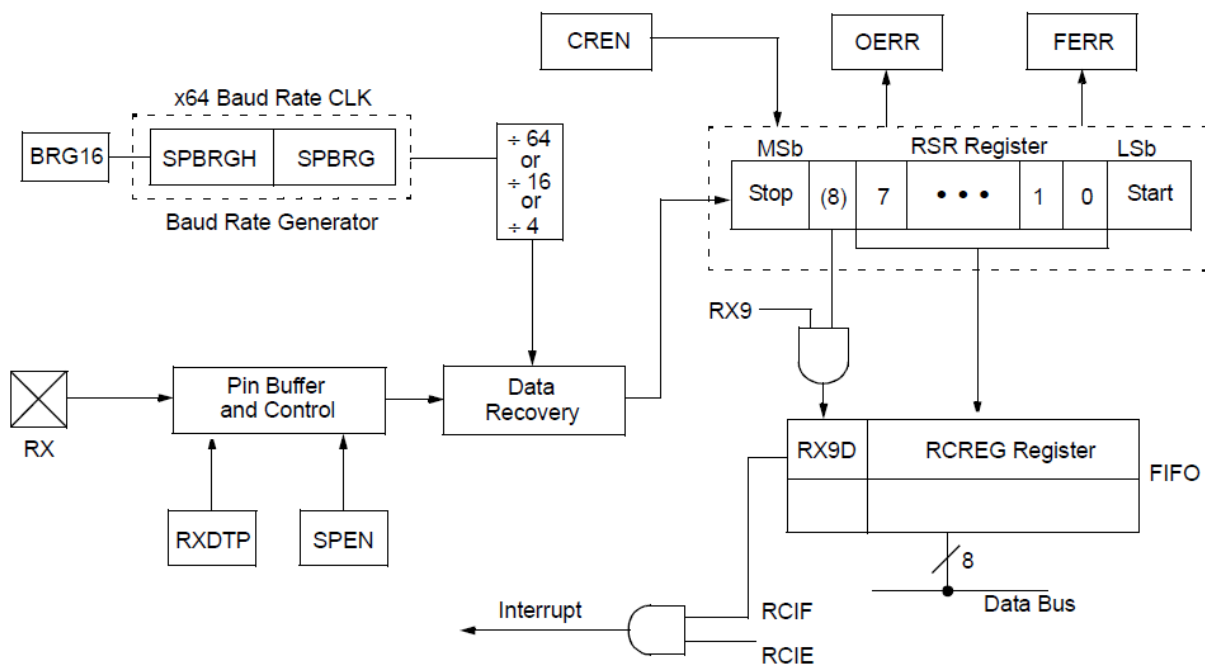 CREN
OERR
FERR
x64 Baud Rate CLK
BRG16
SPBRGH
SPBRG
Baud Rate Generator
÷ 64
or
÷ 16
or
÷ 4
MSb
RSR Register
LSb
Stop
(8)
7
• • •
1
0
Start
RX9
RX
Pin Buffer
and Control
Data
Recovery
RXDTP
SPEN
RX9D
RCREG Register
FIFO
8
Data Bus
Interrupt
RCIF
RCIE